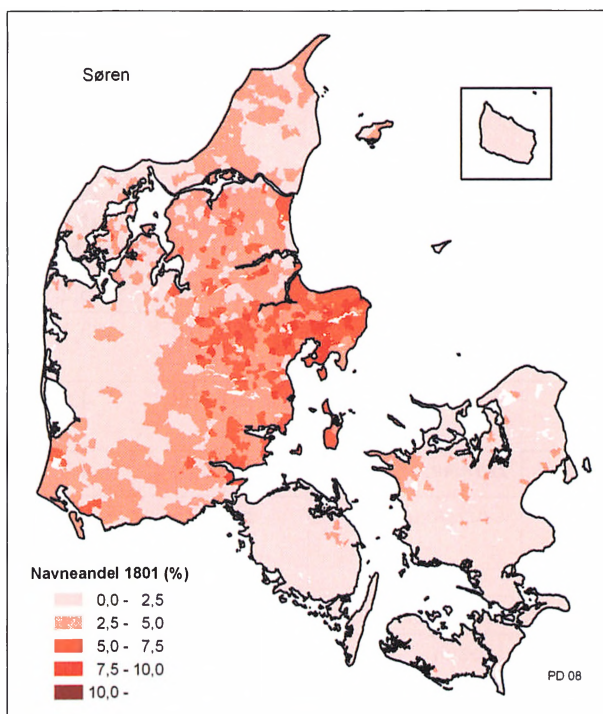 Søren
Navneandel 1801 (%)
0,0 - 2,5
2,5 - 5,0
5,0 - 7,5
7,5 - 10,0
10,0 -
PD 08